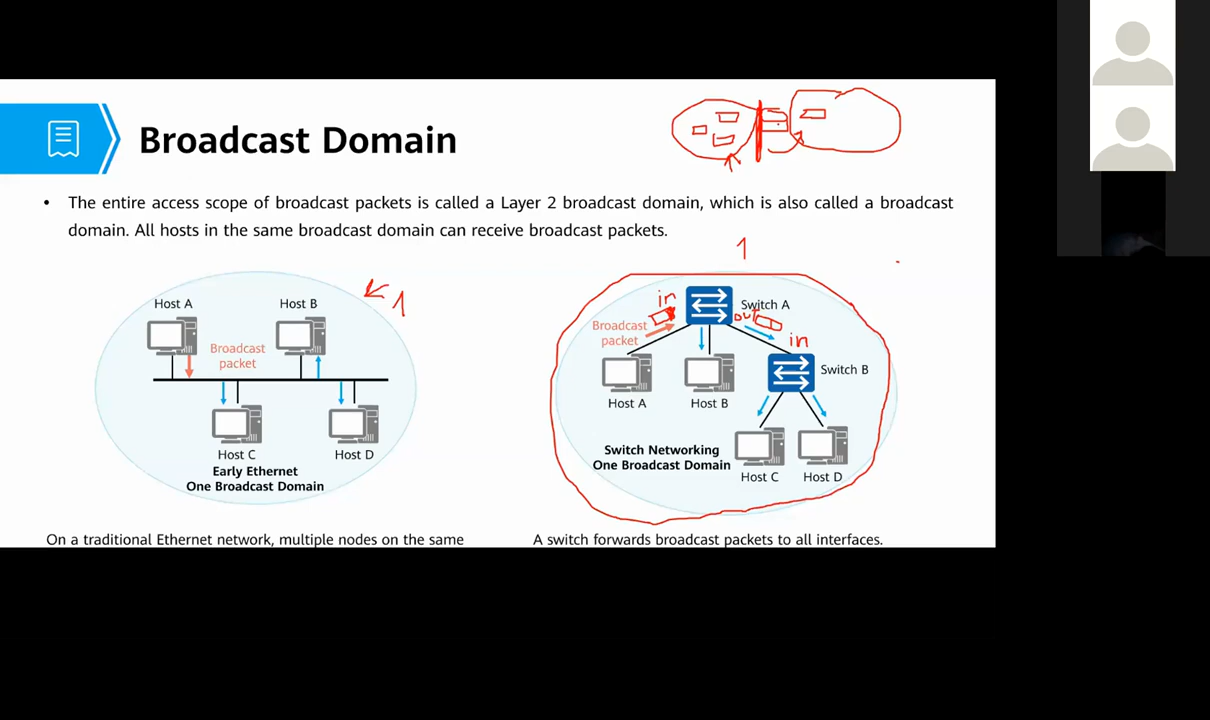 Broadcast Domain
• The entire access scope of broadcast packets is called a Layer 2 broadcast domain, which is also called a broadcast
domain. All hosts in the same broadcast domain can receive broadcast packets.
1
Host A
Host B
1
Broadcast
packet
Host C
Host D
Early Ethernet
One Broadcast Domain
in
Switch A
out
Broadcast
packet
in
Switch B
Host A
Host B
Switch Networking
One Broadcast Domain
Host C
Host D
On a traditional Ethernet network, multiple nodes on the same
A switch forwards broadcast packets to all interfaces.